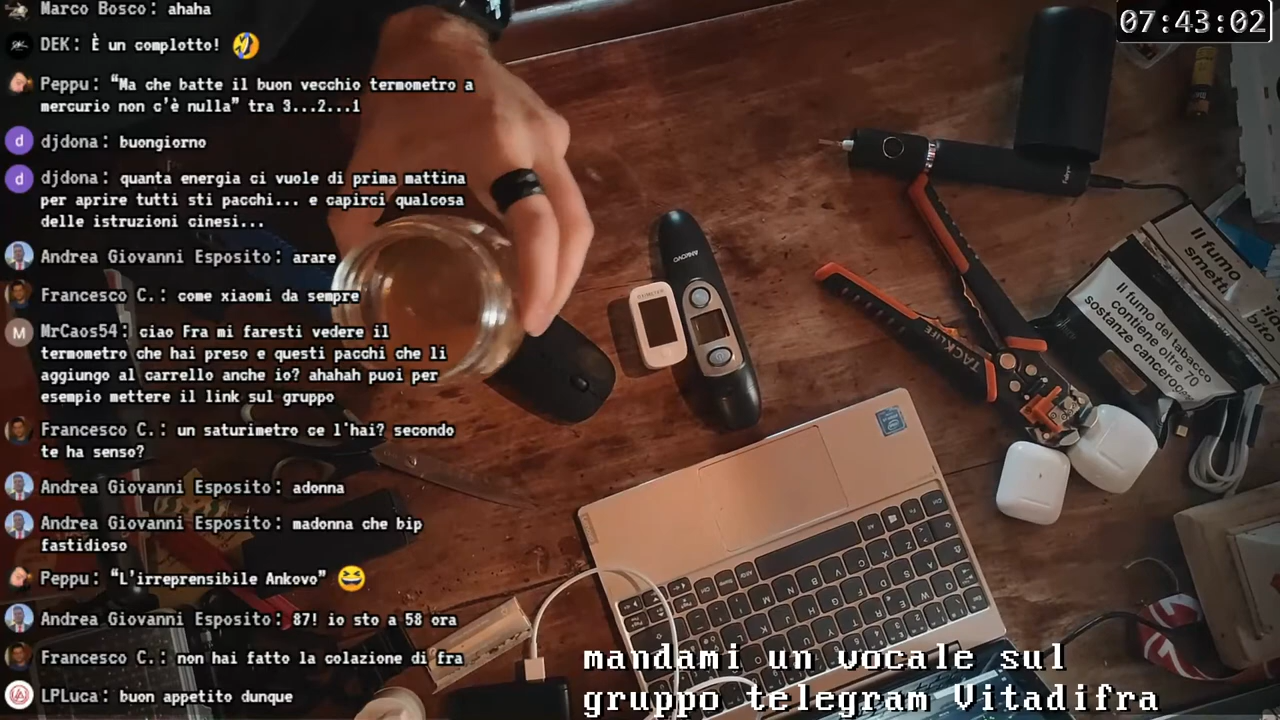 Marco Bosco: ahaha
07:43:02
DEK: È un complotto! 🤣
Peppu: “Ma che batte il buon vecchio termometro a
mercurio non c'è nulla” tra 3...2...1
djdona: buongiorno
djdona: quanta energia ci vuole di prima mattina
per aprire tutti sti pacchi... e capirci qualcosa
delle istruzioni cinesi...
Andrea Giovanni Esposito: arare
Francesco C.: come xiaomi da sempre
MrCaos54: ciao Fra mi faresti vedere il
termometro che hai preso e questi pacchi che li
aggiungo al carrello anche io? ahahah puoi per
esempio mettere il link sul gruppo
Francesco C.: un saturimetro ce l'hai? secondo
te ha senso?
Andrea Giovanni Esposito: adonna
Andrea Giovanni Esposito: madonna che bip
fastidioso
Peppu: “L'irreprensibile Ankovo” 😆
Andrea Giovanni Esposito: 87! io sto a 58 ora
Francesco C.: non hai fatto la colazione di fra
LPLuca: buon appetito dunque
ANKOVO
OXIMETER
TACKLIFE
Il fumo
Il fumo del tabacco
contiene oltre 70
sostanze cancerogene
mandami un vocale sul
gruppo telegram Vitadifra